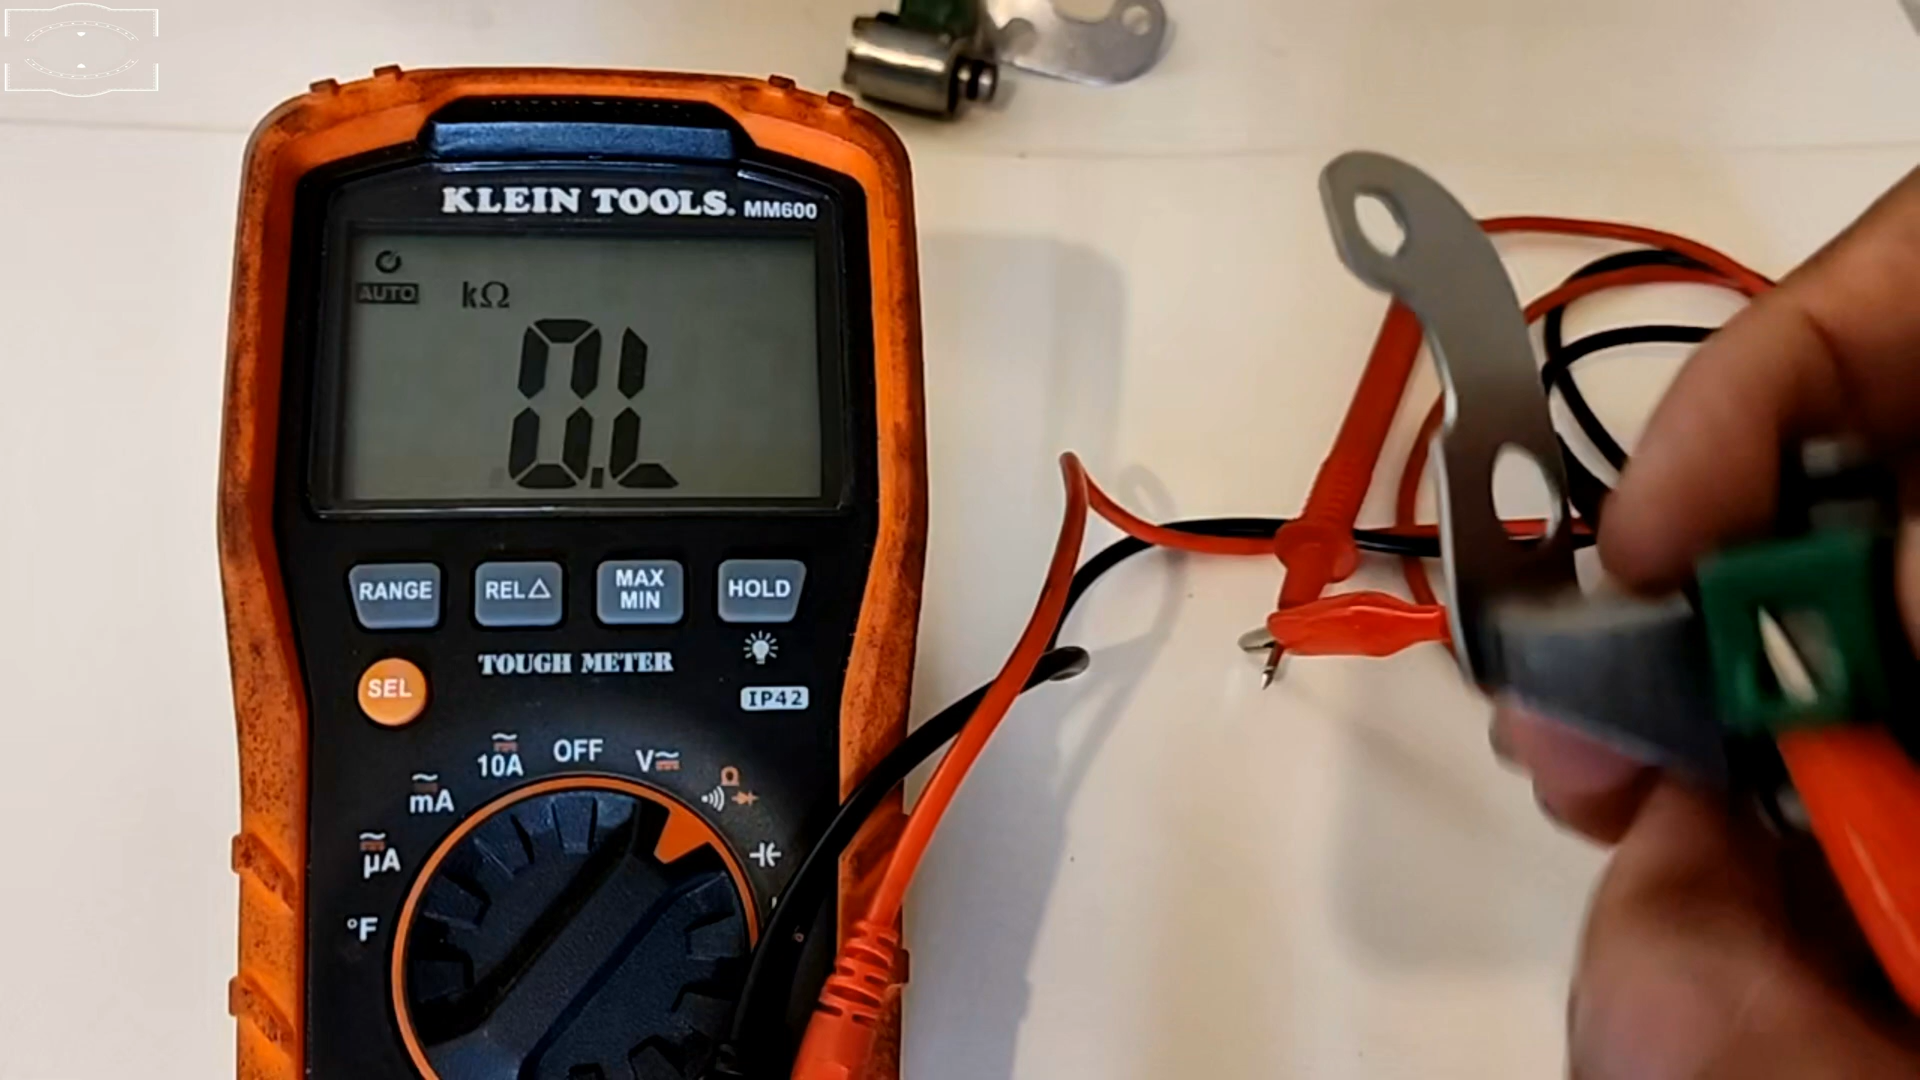 KLEIN TOOLS® MM600
AUTO kΩ
0.L
RANGE REL△ MAX MIN HOLD
TOUGH METER
SEL
IP42
10A OFF V
mA Ω
µA
°F